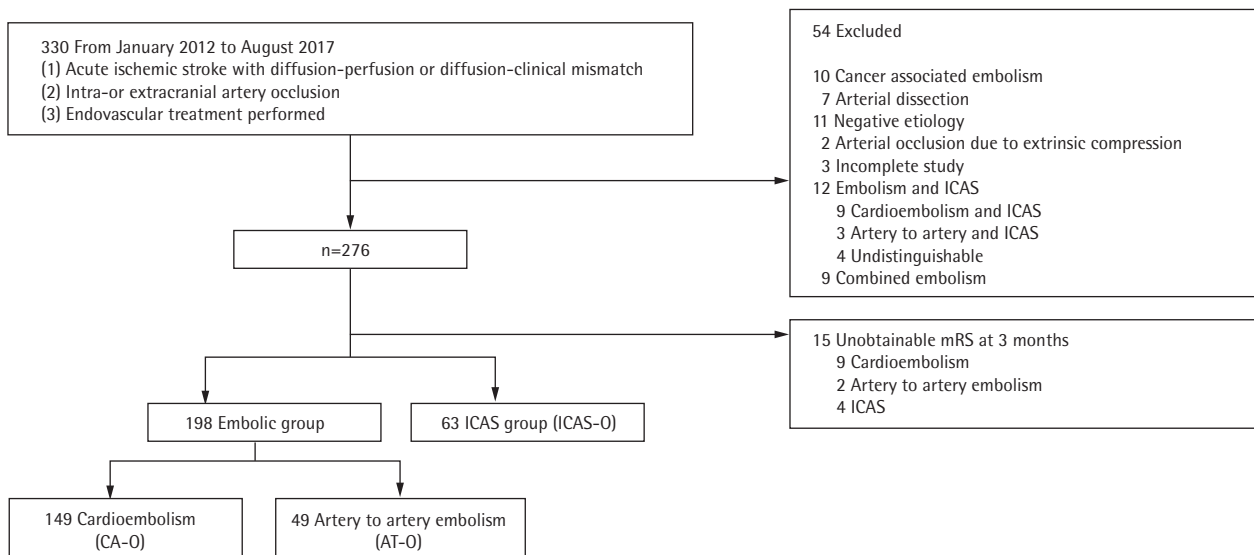 330 From January 2012 to August 2017
(1) Acute ischemic stroke with diffusion-perfusion or diffusion-clinical mismatch
(2) Intra-or extracranial artery occlusion
(3) Endovascular treatment performed
54 Excluded
10 Cancer associated embolism
7 Arterial dissection
11 Negative etiology
2 Arterial occlusion due to extrinsic compression
3 Incomplete study
12 Embolism and ICAS
9 Cardioembolism and ICAS
3 Artery to artery and ICAS
4 Undistinguishable
9 Combined embolism
n=276
15 Unobtainable mRS at 3 months
9 Cardioembolism
2 Artery to artery embolism
4 ICAS
198 Embolic group
63 ICAS group (ICAS-O)
149 Cardioembolism
(CA-O)
49 Artery to artery embolism
(AT-O)